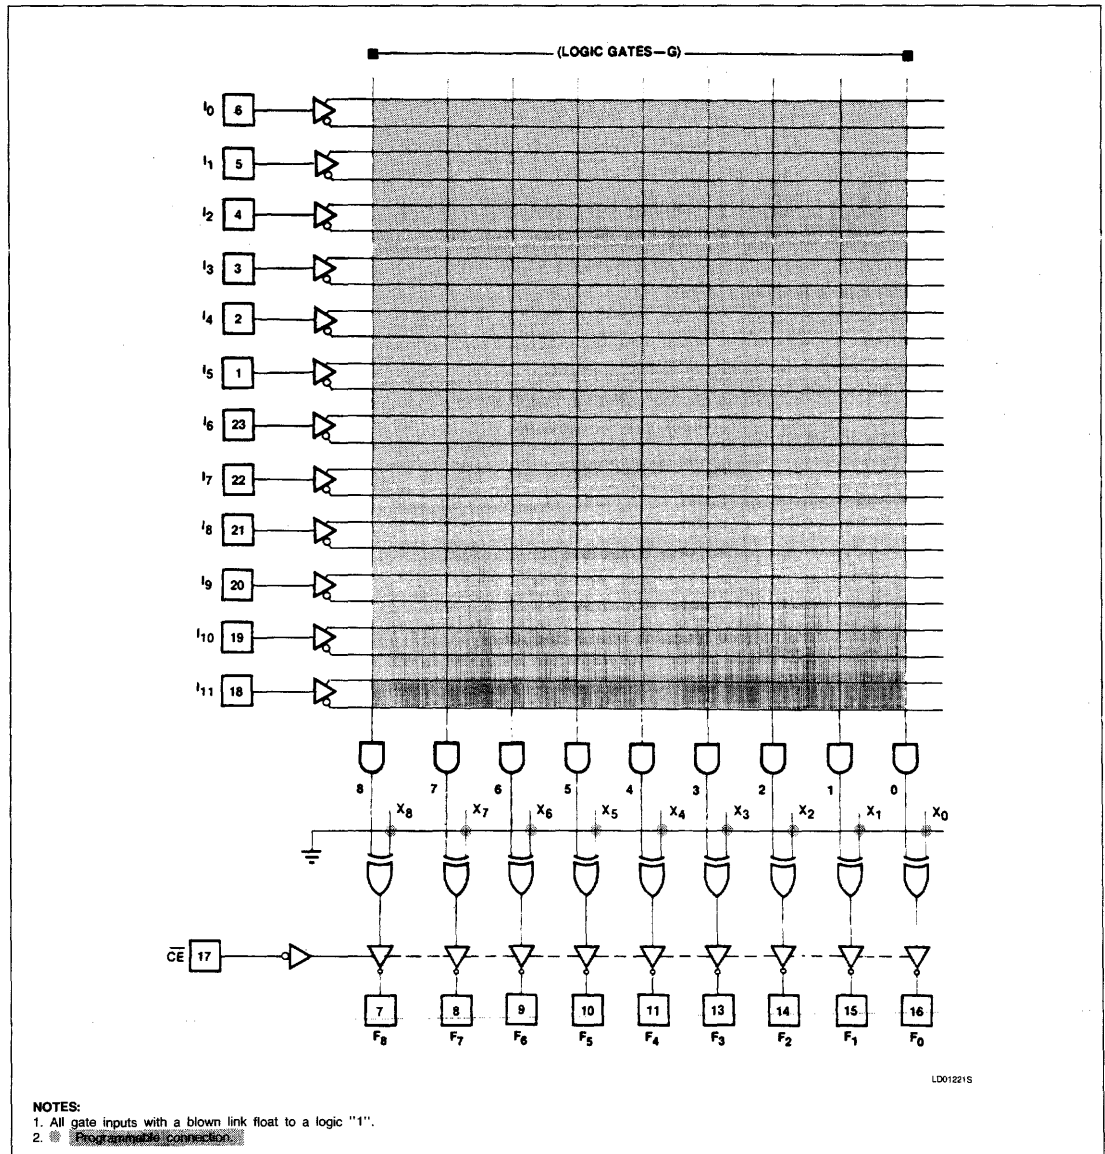 (LOGIC GATES—G)
I0 6
I1 5
I2 4
I3 3
I4 2
I5 1
I6 23
I7 22
I8 21
I9 20
I10 19
I11 18
8 7 6 5 4 3 2 1 0
X8 X7 X6 X5 X4 X3 X2 X1 X0
CE 17
7 8 9 10 11 13 14 15 16
F8 F7 F6 F5 F4 F3 F2 F1 F0
LD01221S
NOTES:
1. All gate inputs with a blown link float to a logic "1".
2. Programmable connection.